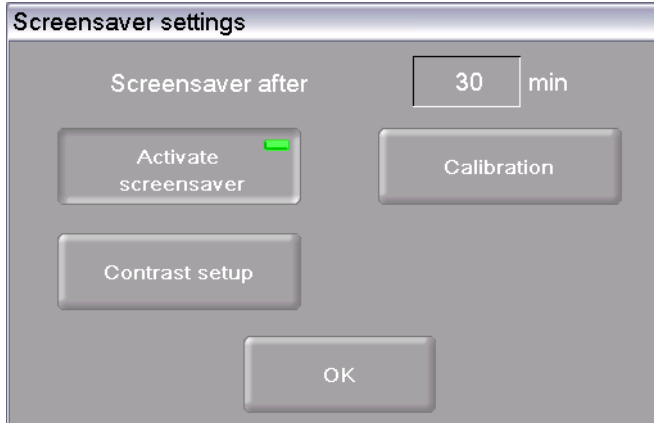 Screensaver settings
Screensaver after 30 min
Activate
screensaver
Calibration
Contrast setup
OK